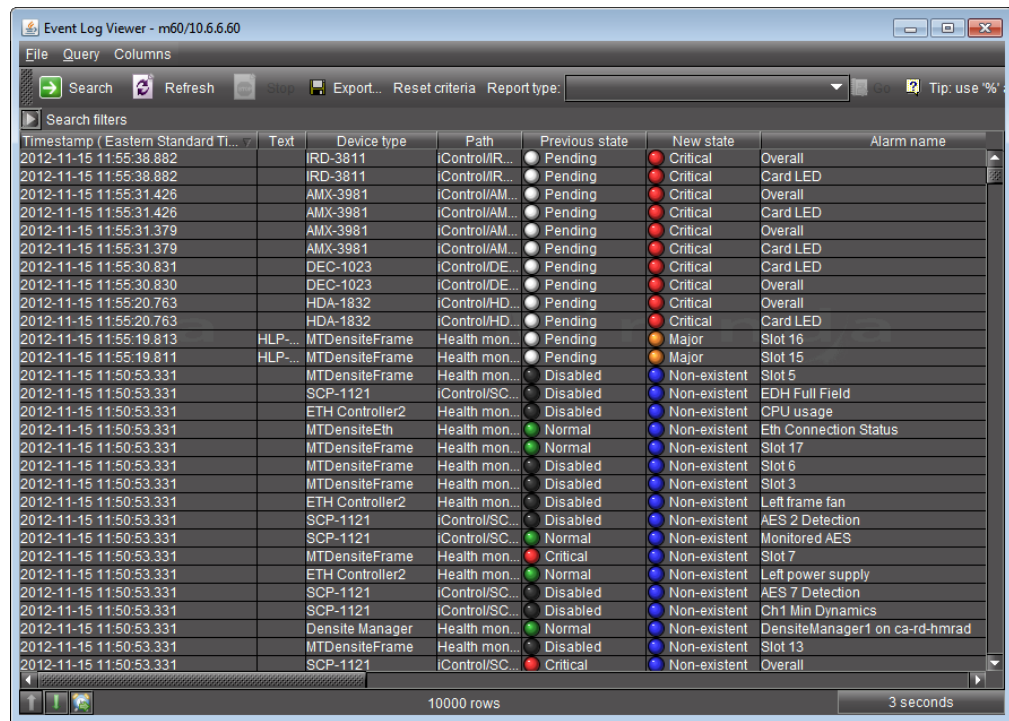 Event Log Viewer - m60/10.6.6.60
File Query Columns
Search Refresh Stop Export... Reset criteria Report type: Go Tip: use '%'
Search filters
Timestamp ( Eastern Standard Ti... Text Device type Path Previous state New state Alarm name
2012-11-15 11:55:38.882 IRD-3811 iControl/IR... Pending Critical Overall
2012-11-15 11:55:38.882 IRD-3811 iControl/IR... Pending Critical Card LED
2012-11-15 11:55:31.426 AMX-3981 iControl/AM... Pending Critical Overall
2012-11-15 11:55:31.426 AMX-3981 iControl/AM... Pending Critical Card LED
2012-11-15 11:55:31.379 AMX-3981 iControl/AM... Pending Critical Overall
2012-11-15 11:55:31.379 AMX-3981 iControl/AM... Pending Critical Card LED
2012-11-15 11:55:30.831 DEC-1023 iControl/DE... Pending Critical Card LED
2012-11-15 11:55:30.830 DEC-1023 iControl/DE... Pending Critical Overall
2012-11-15 11:55:20.763 HDA-1832 iControl/HD... Pending Critical Overall
2012-11-15 11:55:20.763 HDA-1832 iControl/HD... Pending Critical Card LED
2012-11-15 11:55:19.813 HLP-... MTDensiteFrame Health mon... Pending Major Slot 16
2012-11-15 11:55:19.811 HLP-... MTDensiteFrame Health mon... Pending Major Slot 15
2012-11-15 11:50:53.331 MTDensiteFrame Health mon... Disabled Non-existent Slot 5
2012-11-15 11:50:53.331 SCP-1121 iControl/SC... Disabled Non-existent EDH Full Field
2012-11-15 11:50:53.331 ETH Controller2 Health mon... Disabled Non-existent CPU usage
2012-11-15 11:50:53.331 MTDensiteEth Health mon... Normal Non-existent Eth Connection Status
2012-11-15 11:50:53.331 MTDensiteFrame Health mon... Normal Non-existent Slot 17
2012-11-15 11:50:53.331 MTDensiteFrame Health mon... Disabled Non-existent Slot 6
2012-11-15 11:50:53.331 MTDensiteFrame Health mon... Disabled Non-existent Slot 3
2012-11-15 11:50:53.331 ETH Controller2 Health mon... Disabled Non-existent Left frame fan
2012-11-15 11:50:53.331 SCP-1121 iControl/SC... Disabled Non-existent AES 2 Detection
2012-11-15 11:50:53.331 SCP-1121 iControl/SC... Normal Non-existent Monitored AES
2012-11-15 11:50:53.331 MTDensiteFrame Health mon... Critical Non-existent Slot 7
2012-11-15 11:50:53.331 ETH Controller2 Health mon... Normal Non-existent Left power supply
2012-11-15 11:50:53.331 SCP-1121 iControl/SC... Disabled Non-existent AES 7 Detection
2012-11-15 11:50:53.331 SCP-1121 iControl/SC... Disabled Non-existent Ch1 Min Dynamics
2012-11-15 11:50:53.331 Densite Manager Health mon... Normal Non-existent DensiteManager1 on ca-rd-hmrad
2012-11-15 11:50:53.331 MTDensiteFrame Health mon... Disabled Non-existent Slot 13
2012-11-15 11:50:53.331 SCP-1121 iControl/SC... Critical Non-existent Overall
10000 rows 3 seconds